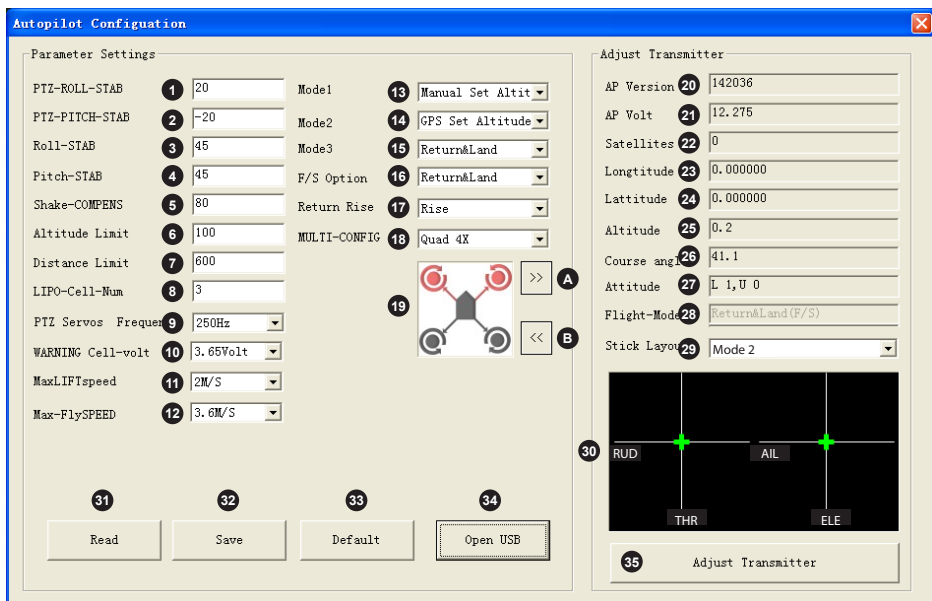 Autopilot Configuation
Parameter Settings
PTZ-ROLL-STAB 1 20
PTZ-PITCH-STAB 2 -20
Roll-STAB 3 45
Pitch-STAB 4 45
Shake-COMPENS 5 80
Altitude Limit 6 100
Distance Limit 7 600
LIPO-Cell-Num 8 3
PTZ Servos Frequen 9 250Hz
WARNING Cell-volt 10 3.65Volt
MaxLIFTspeed 11 2M/S
Max-FlySPEED 12 3.6M/S
Mode1 13 Manual Set Altit
Mode2 14 GPS Set Altitude
Mode3 15 Return&Land
F/S Option 16 Return&Land
Return Rise 17 Rise
MULTI-CONFIG 18 Quad 4X
19
>> A
<< B
31 32 33 34
Read Save Default Open USB
Adjust Transmitter
AP Version 20 142036
AP Volt 21 12.275
Satellites 22 0
Longtitude 23 0.000000
Lattitude 24 0.000000
Altitude 25 0.2
Course angl 26 41.1
Attitude 27 L 1,U 0
Flight-Mode 28 Return&Land(F/S)
Stick Layou 29 Mode 2
30 RUD AIL
THR ELE
35 Adjust Transmitter